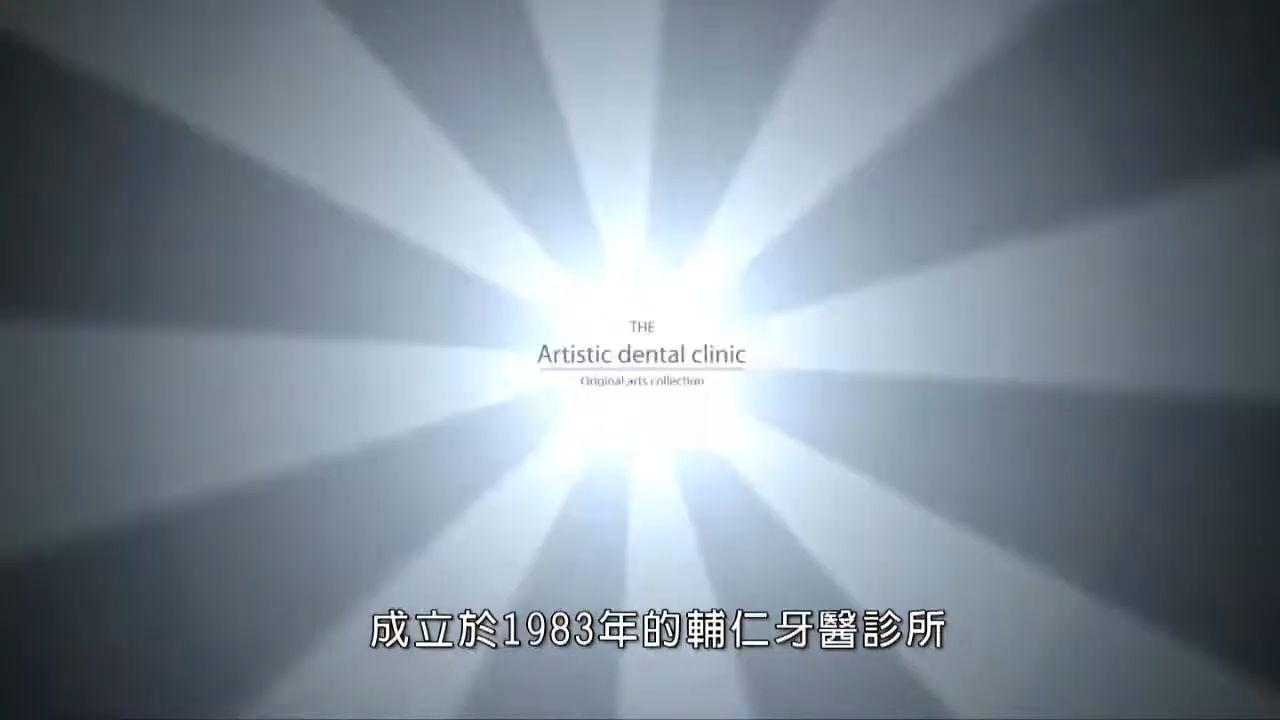 THE
Artistic dental clinic
Original arts collection
成立於1983年的輔仁牙醫診所